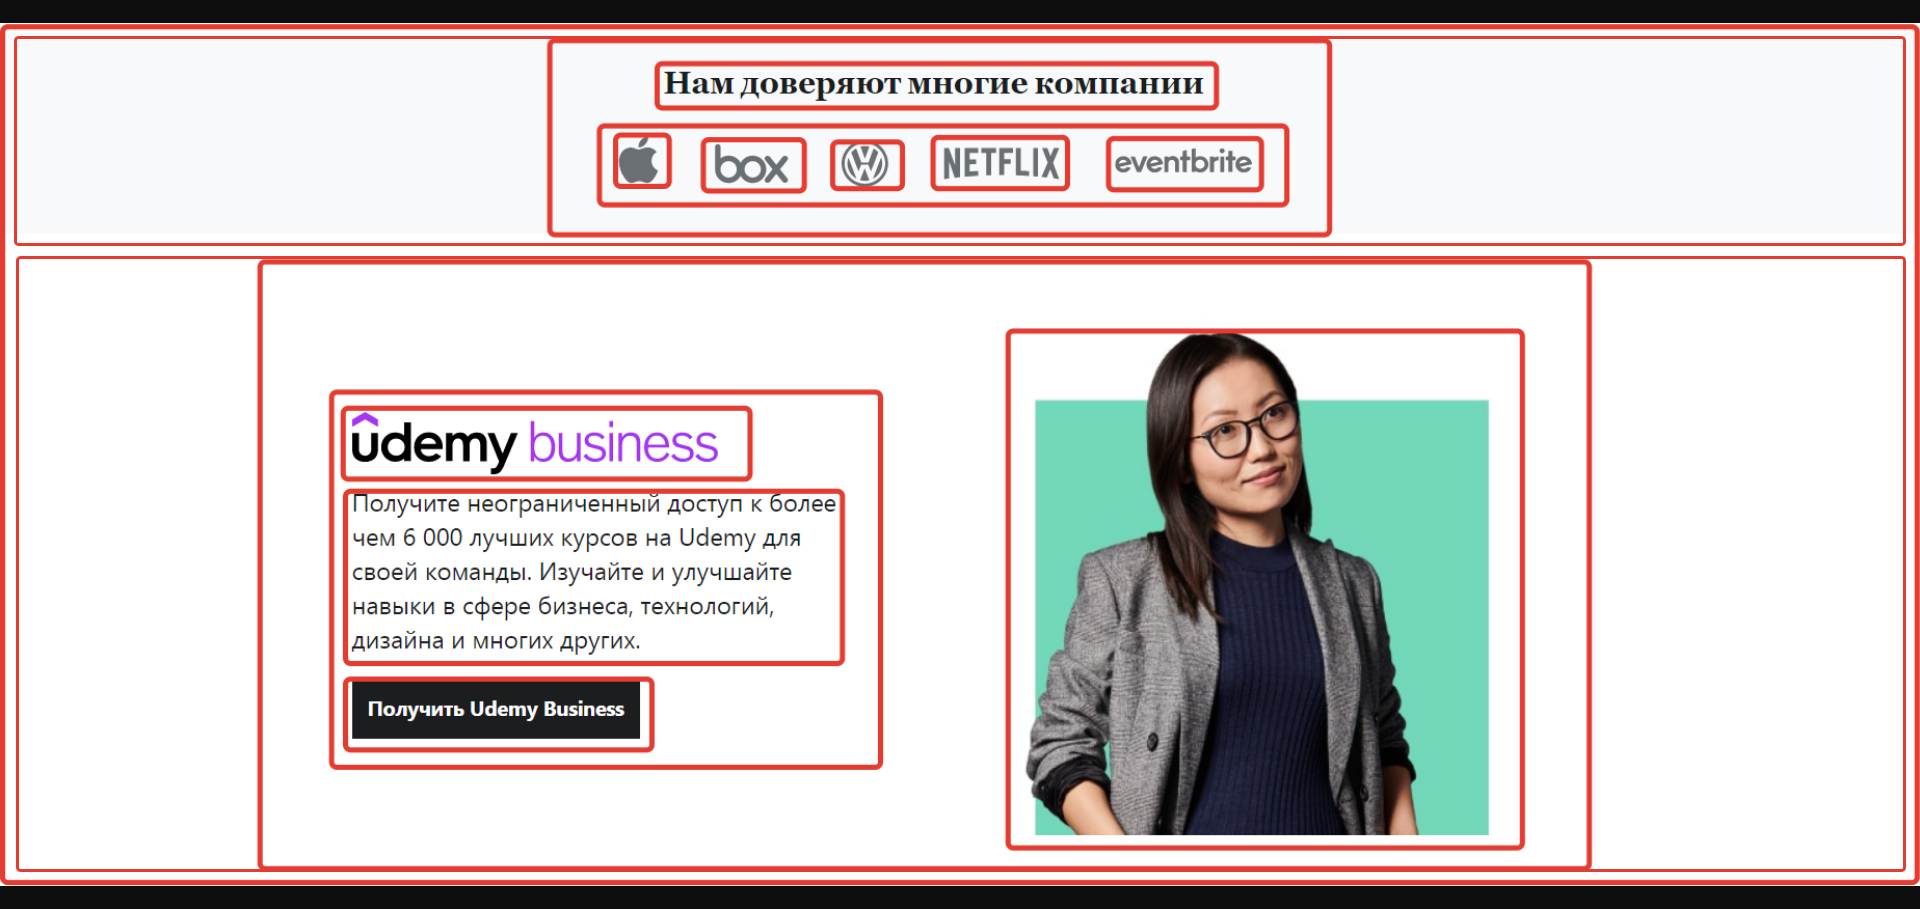 Нам доверяют многие компании
box
NETFLIX
eventbrite
ûdemy business
Получите неограниченный доступ к более
чем 6 000 лучших курсов на Udemy для
своей команды. Изучайте и улучшайте
навыки в сфере бизнеса, технологий,
дизайна и многих других.
Получить Udemy Business